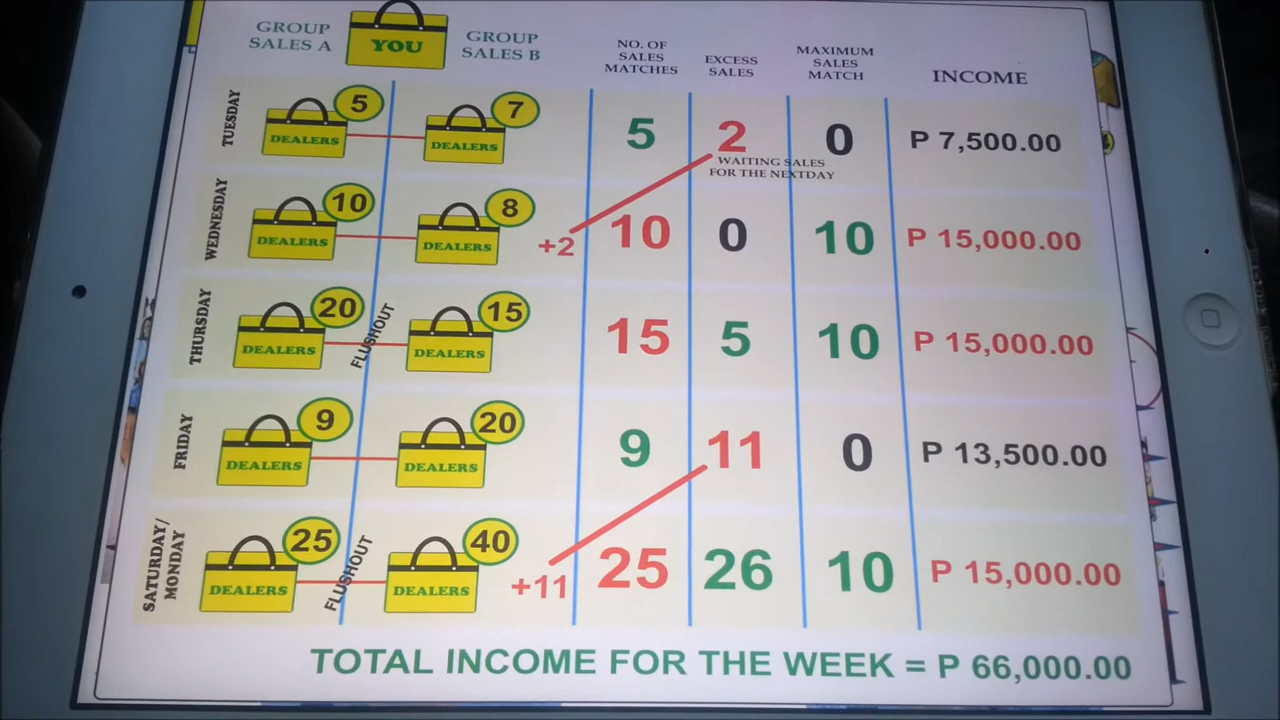 GROUP
SALES A
YOU
GROUP
SALES B
NO. OF
SALES
MATCHES
EXCESS
SALES
MAXIMUM
SALES
MATCH
INCOME
TUESDAY
5
DEALERS
7
DEALERS
5
2
0
P 7,500.00
WAITING SALES
FOR THE NEXTDAY
WEDNESDAY
10
DEALERS
8
DEALERS
+2
10
0
10
P 15,000.00
THURSDAY
20
DEALERS
FLUSHOUT
15
DEALERS
15
5
10
P 15,000.00
FRIDAY
9
DEALERS
20
DEALERS
9
11
0
P 13,500.00
SATURDAY/
MONDAY
25
DEALERS
FLUSHOUT
40
DEALERS
+11
25
26
10
P 15,000.00
TOTAL INCOME FOR THE WEEK = P 66,000.00